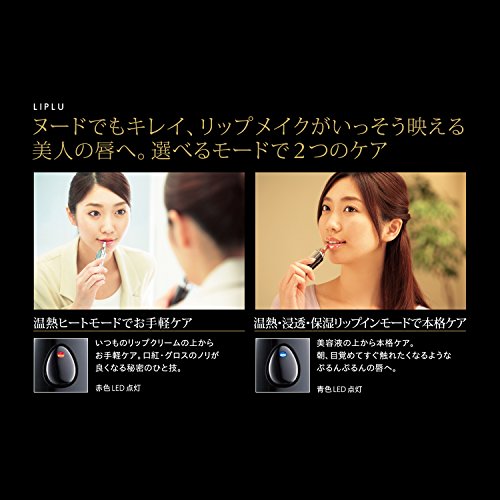 LIPLU
ヌードでもキレイ、リップメイクがいっそう映える
美人の唇へ。選べるモードで2つのケア
温熱ヒートモードでお手軽ケア
いつものリップクリームの上から
お手軽ケア。口紅・グロスのノリが
良くなる秘密のひと技。
赤色LED点灯
温熱・浸透・保湿リップインモードで本格ケア
美容液の上から本格ケア。
朝、目覚めてすぐ触れたくなるような
ぷるんぷるんの唇へ。
青色LED点灯